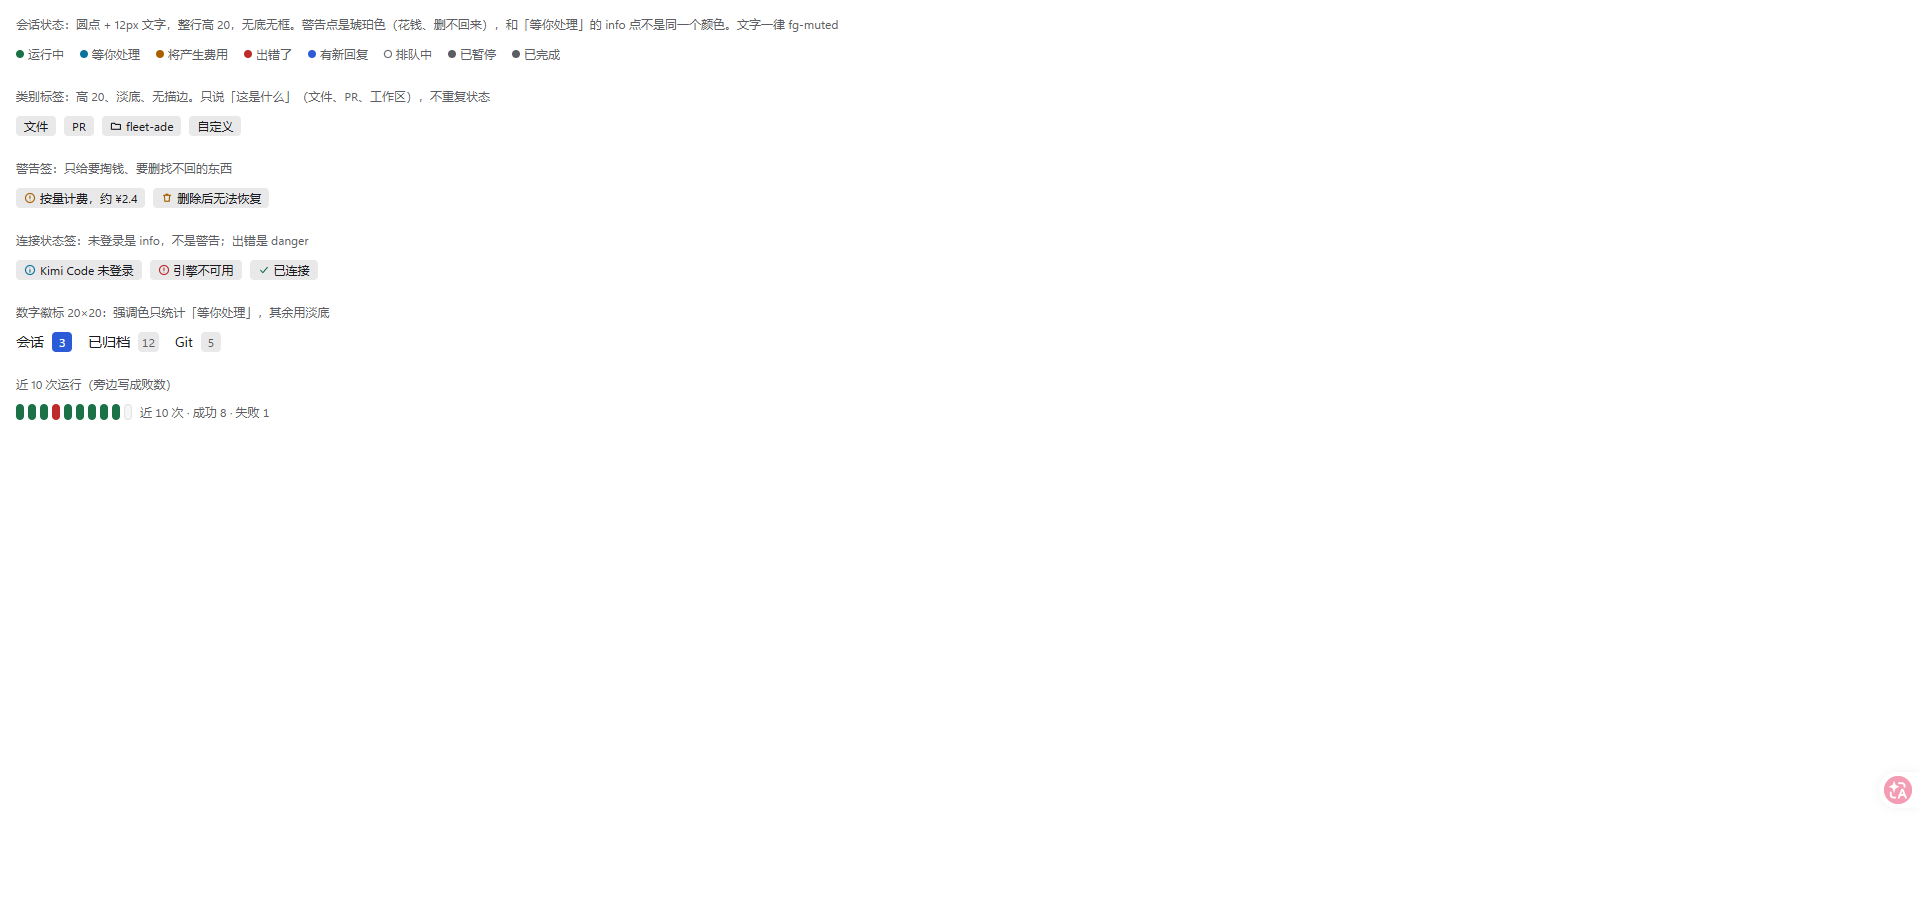 会话状态：圆点 + 12px 文字，整行高 20，无底无框。警告点是琥珀色（花钱、删不回来），和「等你处理」的 info 点不是同一个颜色。文字一律 fg-muted
运行中 等你处理 将产生费用 出错了 有新回复 排队中 已暂停 已完成
类别标签：高 20、淡底、无描边。只说「这是什么」（文件、PR、工作区），不重复状态
文件 PR fleet-ade 自定义
警告签：只给要掏钱、要删找不回的东西
按量计费，约 ¥2.4 删除后无法恢复
连接状态签：未登录是 info，不是警告；出错是 danger
Kimi Code 未登录 引擎不可用 已连接
数字徽标 20×20：强调色只统计「等你处理」，其余用淡底
会话 3 已归档 12 Git 5
近 10 次运行（旁边写成败数）
近 10 次 · 成功 8 · 失败 1